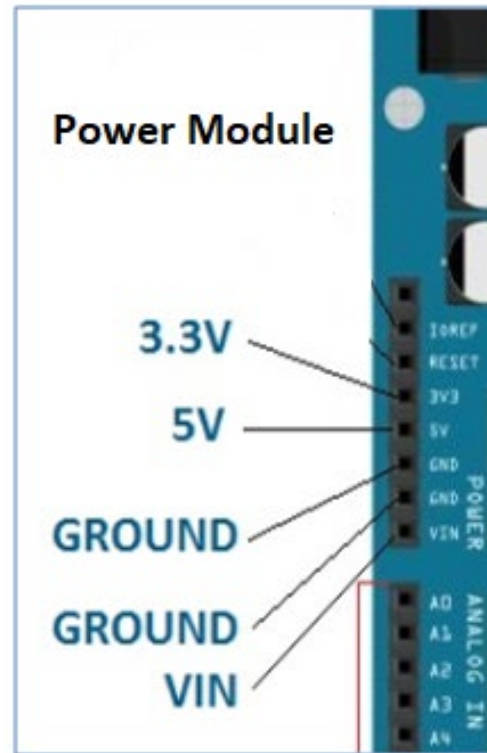 Power Module
3.3V
5V
GROUND
GROUND
VIN
IOREF
RESET
3V3
5V
GND
GND
VIN
POWER
A0
A1
A2
A3
A4
ANALOG IN